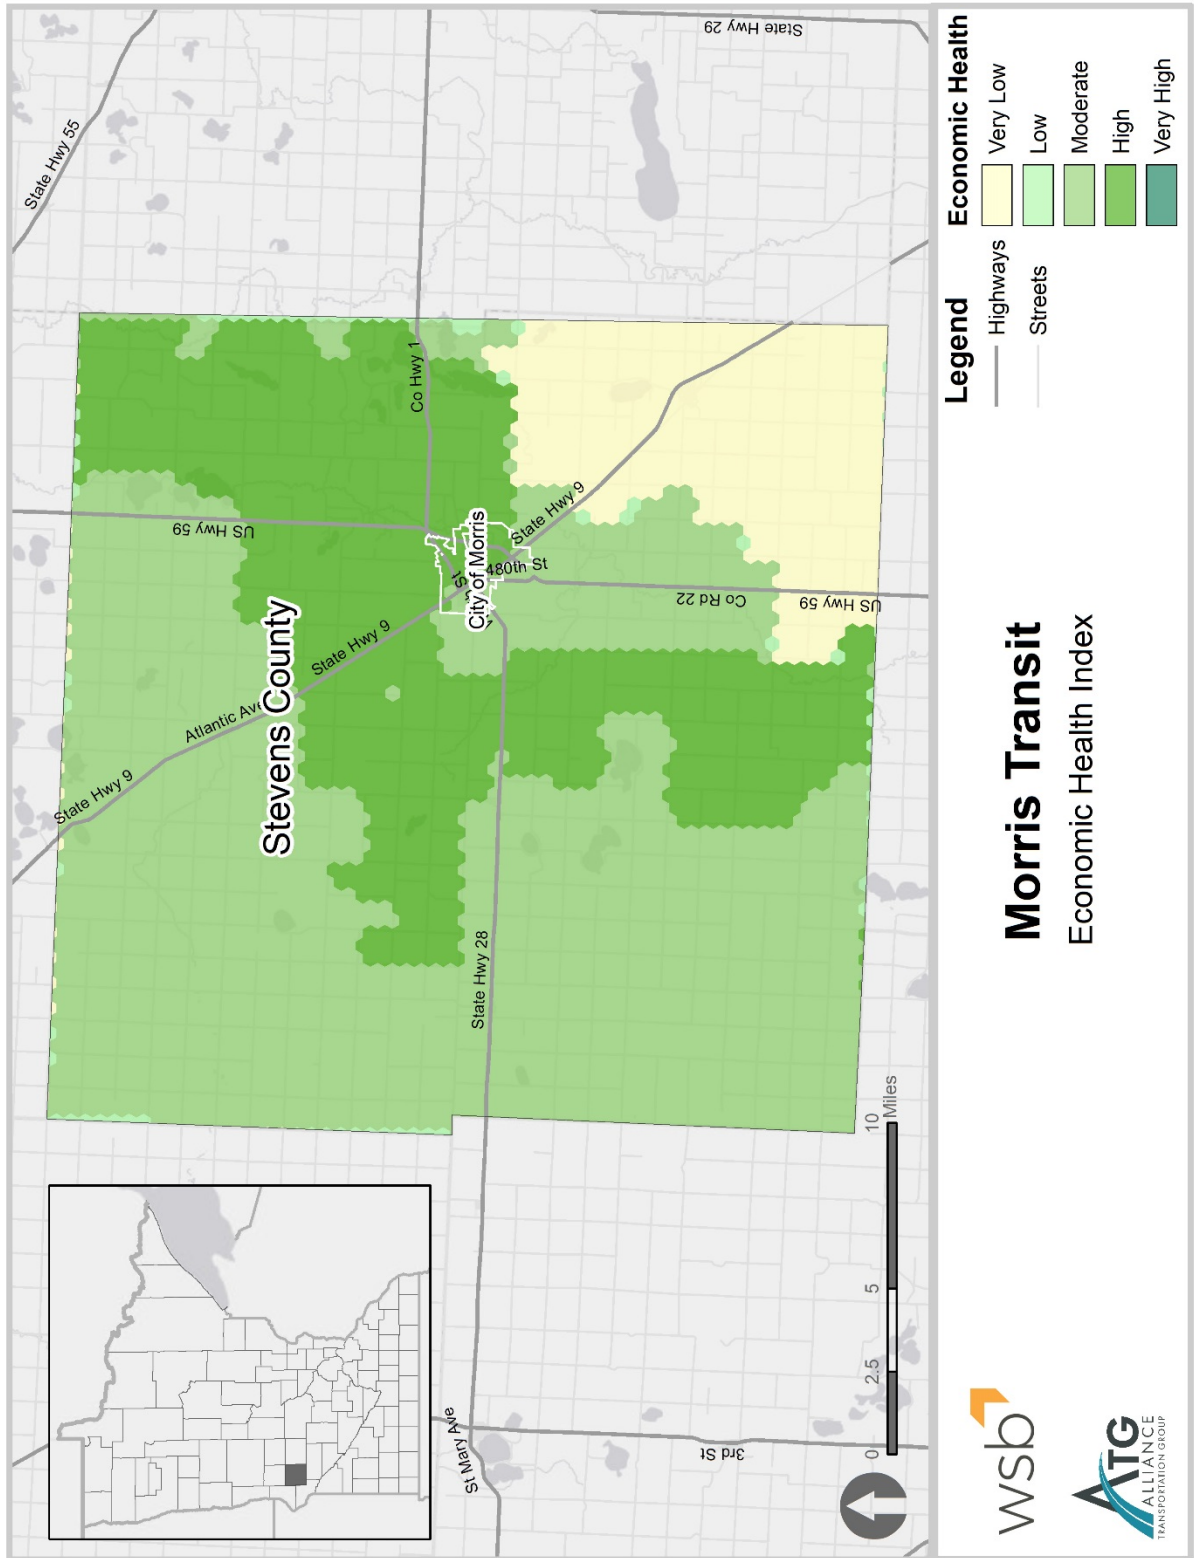 State Hwy 55
State Hwy 29
US Hwy 59
Co Hwy 1
State Hwy 9
Atlantic Ave
Stevens County
State Hwy 9
City of Morris
State Hwy 9
480th St
Co Rd 22
US Hwy 59
State Hwy 28
St Mary Ave
3rd St
0 2.5 5 10
Miles
wsb
ATG
ALLIANCE
TRANSPORTATION GROUP
Morris Transit
Economic Health Index
Legend
Highways
Streets
Economic Health
Very Low
Low
Moderate
High
Very High